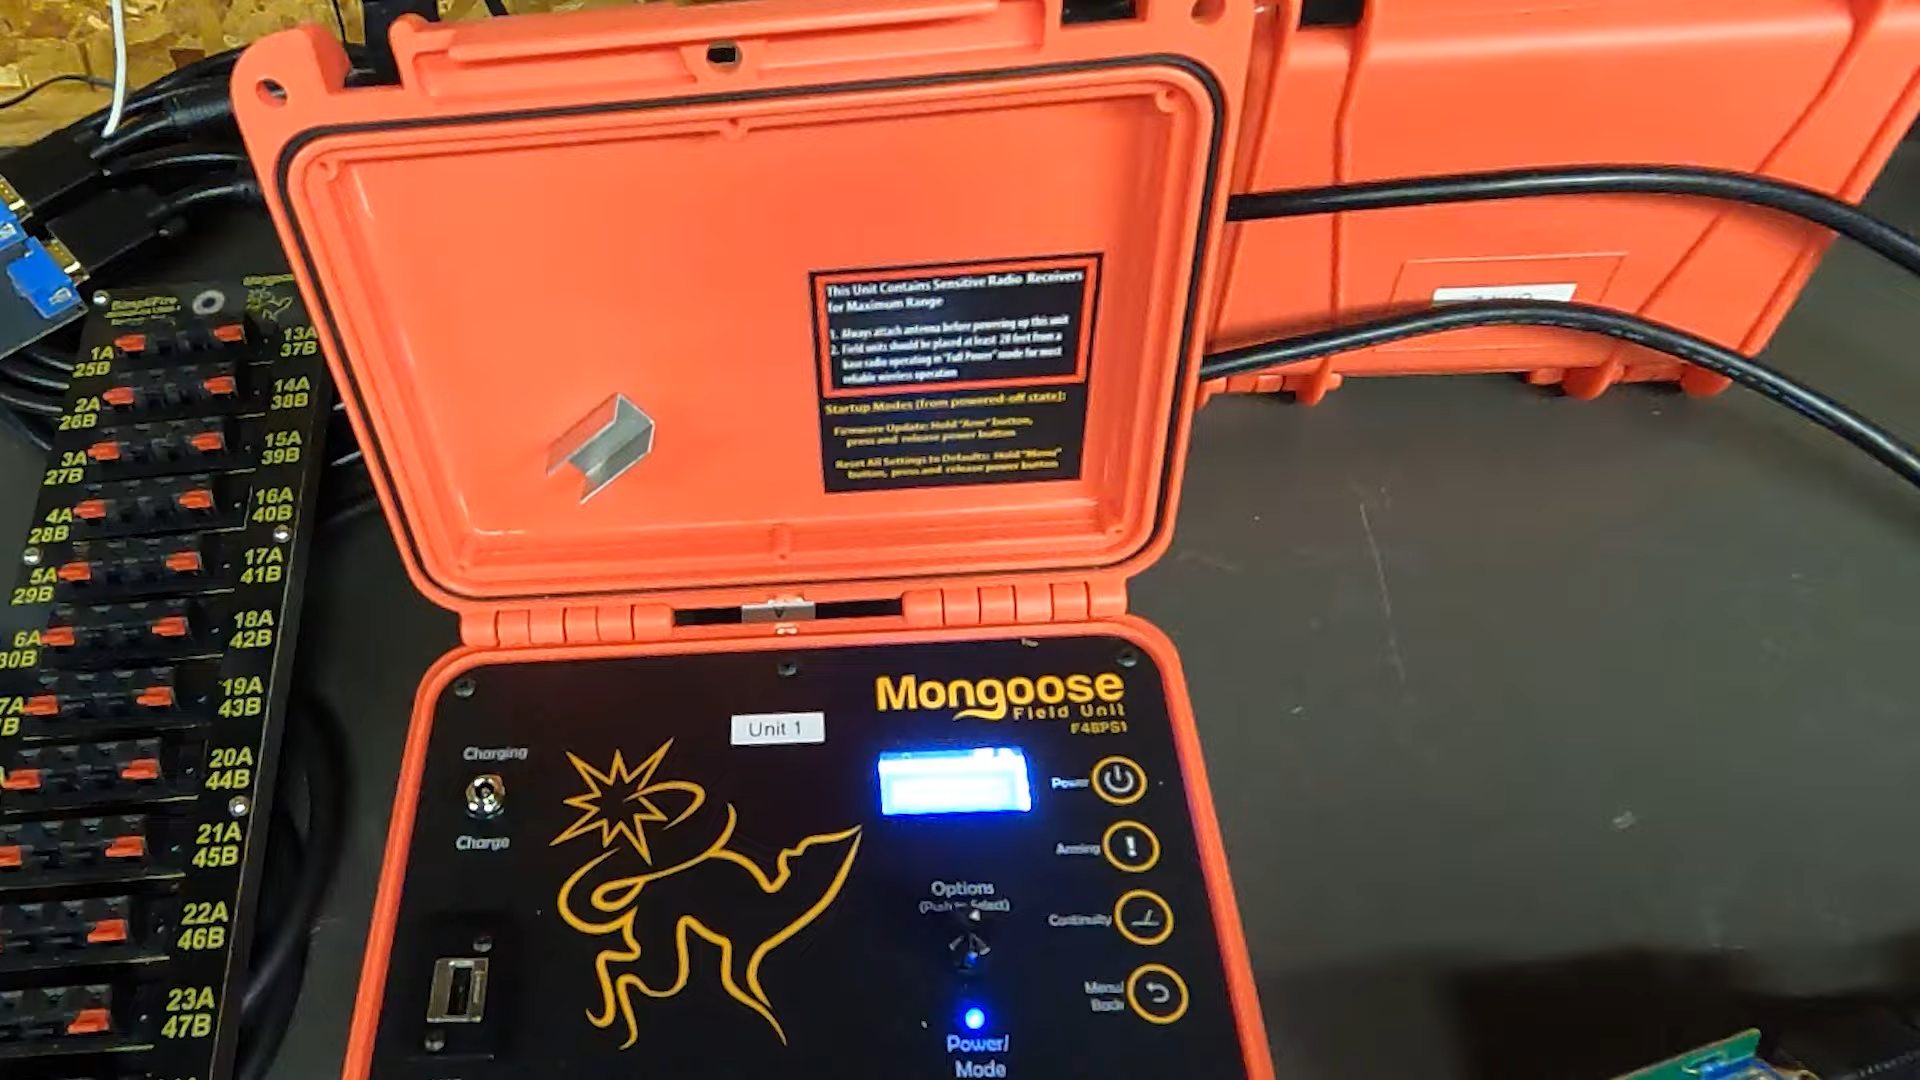 This Unit Contains Sensitive Radio Receivers
for Maximum Range
1. Always attach antenna before powering up this unit
2. Field units should be placed at least 20 feet from a
base radio operating in "Full Power" mode for most
reliable wireless operation
Startup Modes (from powered-off state):
Firmware Update: Hold "Arm" button,
press and release power button
Reset All Settings to Defaults: Hold "Menu"
button, press and release power button
Mongoose
Field Unit
Unit 1
Charging
Charge
Power
Arming
Options
(Push to Select)
Continuity
Menu/
Back
Power/
Mode
Mongoose
1A
25B
2A
26B
3A
27B
4A
28B
5A
29B
6A
30B
7A
13A
37B
14A
38B
15A
39B
16A
40B
17A
41B
18A
42B
19A
43B
20A
44B
21A
45B
22A
46B
23A
47B